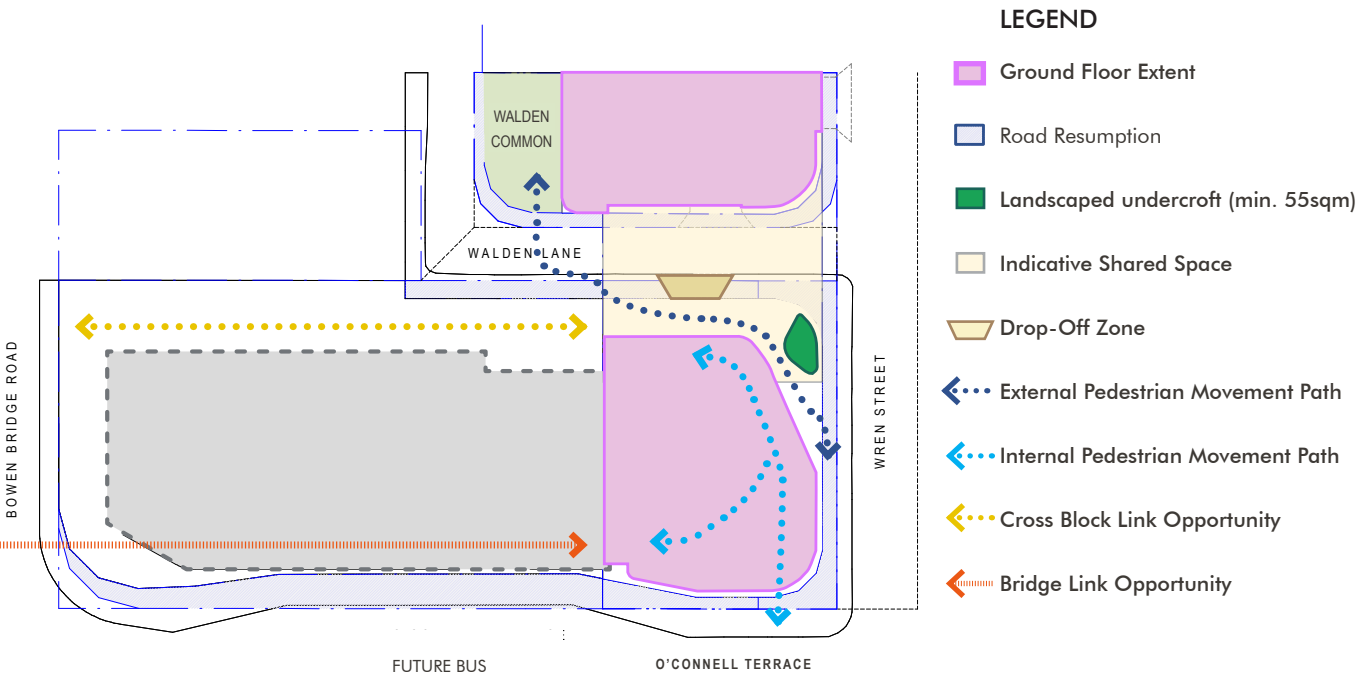 LEGEND
Ground Floor Extent
Road Resumption
Landscaped undercroft (min. 55sqm)
Indicative Shared Space
Drop-Off Zone
External Pedestrian Movement Path
Internal Pedestrian Movement Path
Cross Block Link Opportunity
Bridge Link Opportunity
WALDEN
COMMON
WALDEN LANE
BOWEN BRIDGE ROAD
WREN STREET
FUTURE BUS
O'CONNELL TERRACE